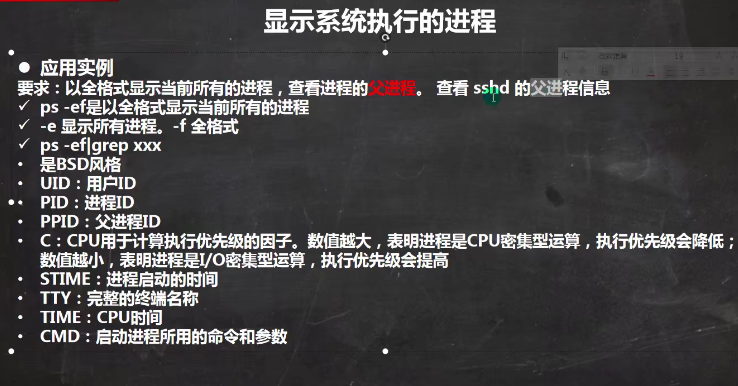 显示系统执行的进程
● 应用实例
要求：以全格式显示当前所有的进程，查看进程的父进程。 查看 sshd 的父进程信息
✓ ps -ef是以全格式显示当前所有的进程
✓ -e 显示所有进程。-f 全格式
✓ ps -ef|grep xxx
• 是BSD风格
• UID：用户ID
• PID：进程ID
• PPID：父进程ID
• C：CPU用于计算执行优先级的因子。数值越大，表明进程是CPU密集型运算，执行优先级会降低；
数值越小，表明进程是I/O密集型运算，执行优先级会提高
• STIME：进程启动的时间
• TTY：完整的终端名称
• TIME：CPU时间
• CMD：启动进程所用的命令和参数